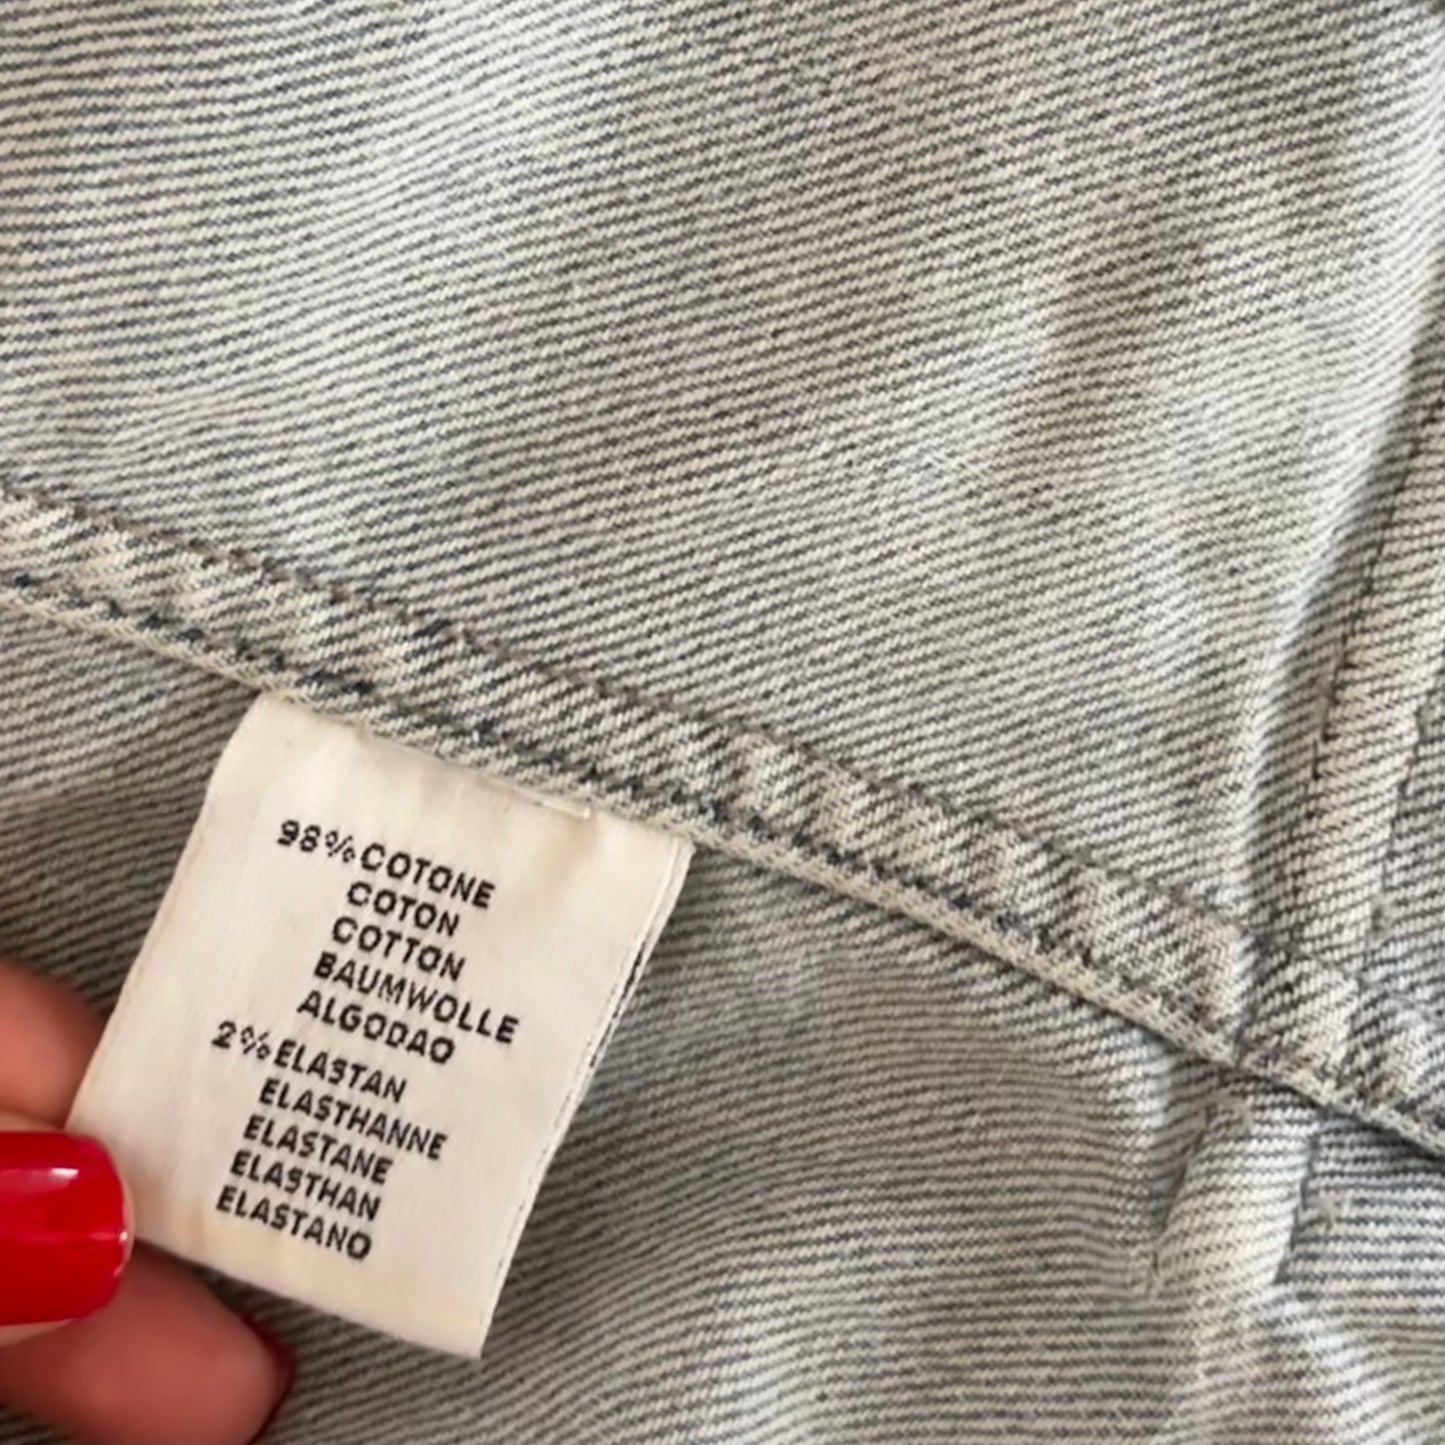 98% COTONE
COTON
COTTON
BAUMWOLLE
ALGODAO
2% ELASTAN
ELASTHANNE
ELASTANE
ELASTHAN
ELASTANO